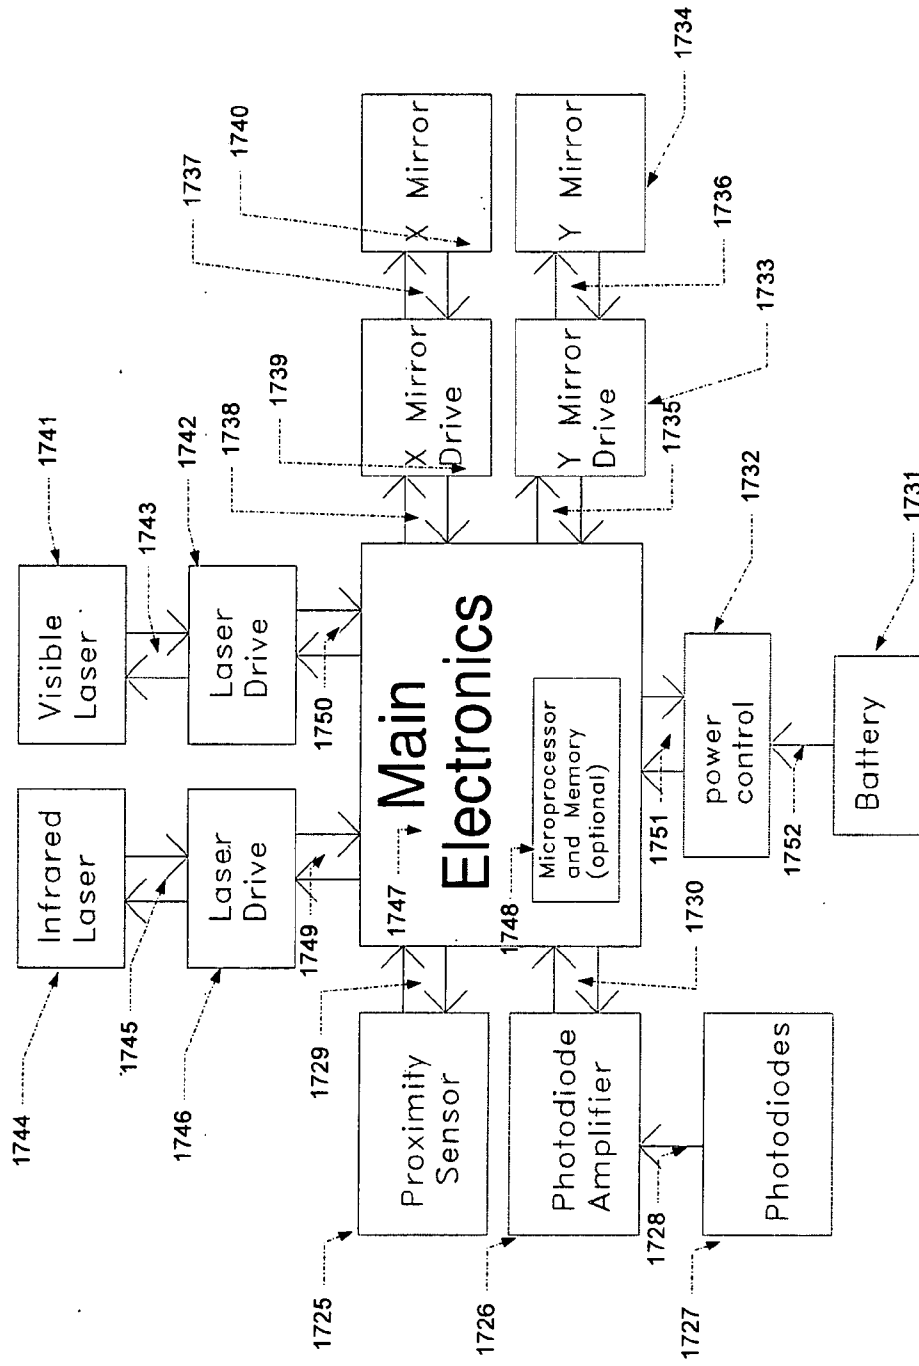 1744
Infrared
Laser
1745
1746
Laser
Drive
1749
Visible
Laser
1741
1743
1742
Laser
Drive
1750
1738
1739
1737
1740
Proximity
Sensor
1725
1729
1747
Main
Electronics
1748
Microprocessor
and Memory
(optional)
X Mirror
Drive
X Mirror
Photodiode
Amplifier
1726
1730
1728
Photodiodes
1727
Y Mirror
Drive
Y Mirror
1735
1736
1733
1734
1751
power
control
1732
1752
Battery
1731